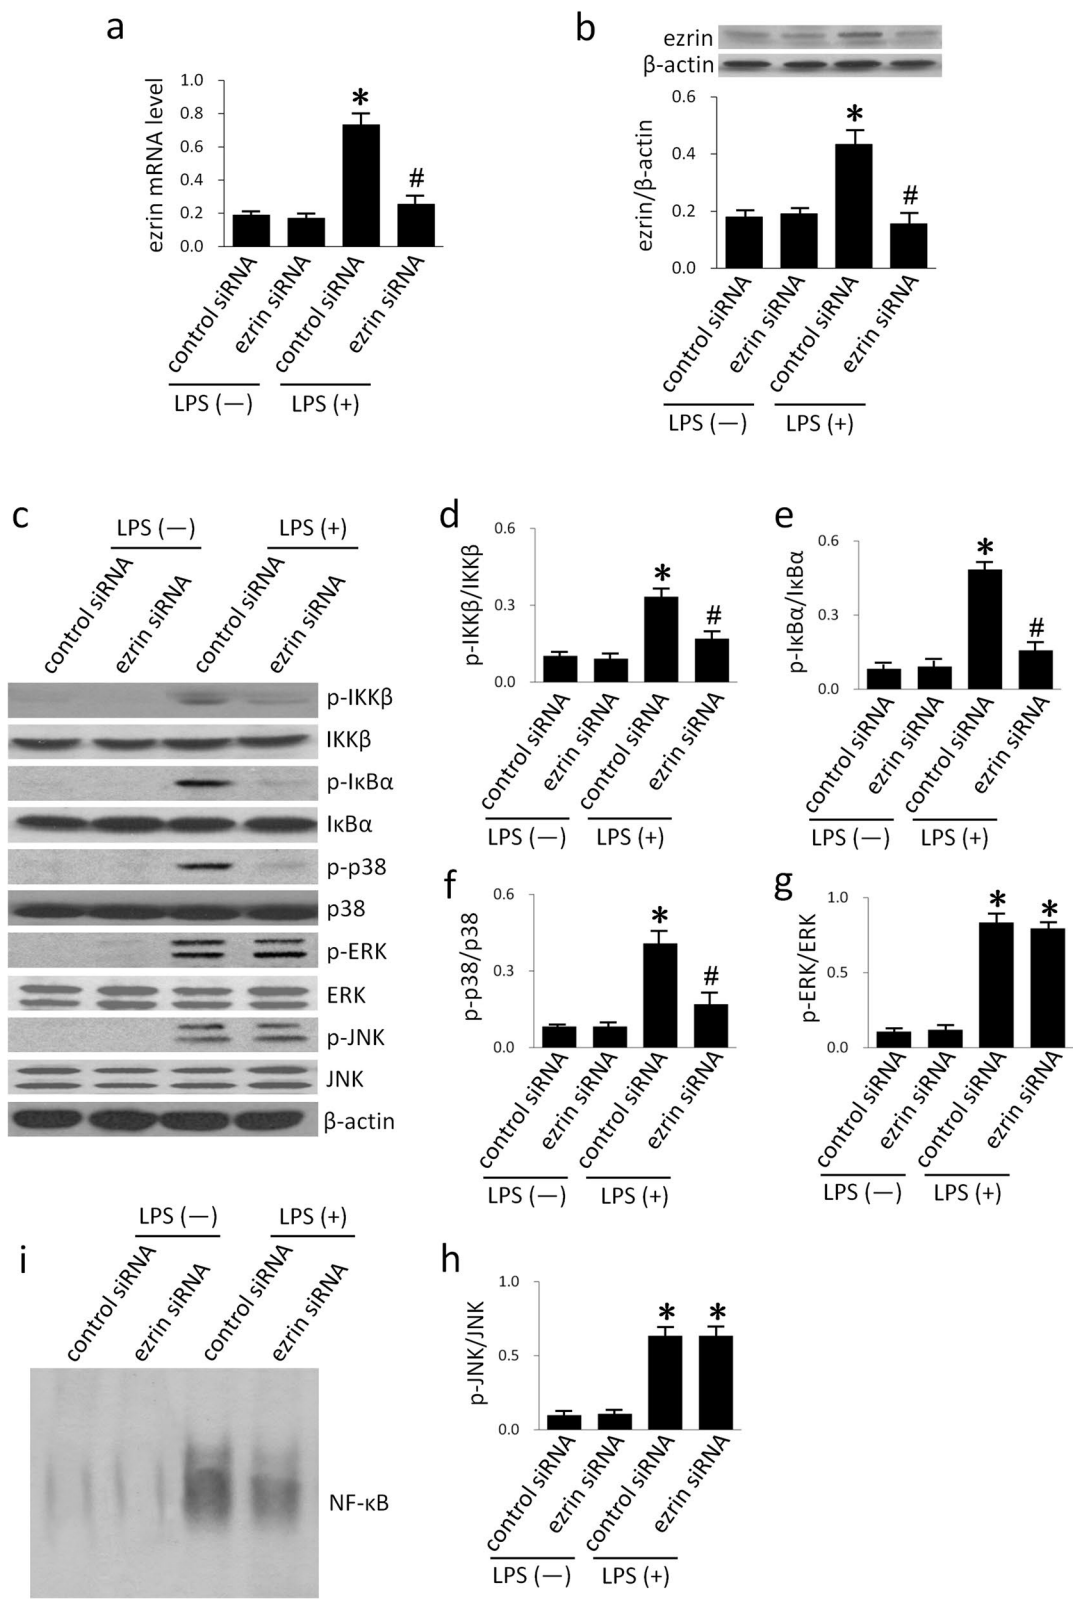 a
ezrin mRNA level
1.0
0.8
0.6
0.4
0.2
0.0
*
#
control siRNA
ezrin siRNA
control siRNA
ezrin siRNA
LPS (—)
LPS (+)
b
ezrin
β-actin
ezrin/β-actin
0.6
0.4
0.2
0.0
*
#
control siRNA
ezrin siRNA
control siRNA
ezrin siRNA
LPS (—)
LPS (+)
c
LPS (—)
LPS (+)
control siRNA
ezrin siRNA
control siRNA
ezrin siRNA
p-IKKβ
IKKβ
p-IκBα
IκBα
p-p38
p38
p-ERK
ERK
p-JNK
JNK
β-actin
d
p-IKKβ/IKKβ
0.6
0.3
0.0
*
#
control siRNA
ezrin siRNA
control siRNA
ezrin siRNA
LPS (—)
LPS (+)
e
p-IκBα/IκBα
0.6
0.3
0.0
*
#
control siRNA
ezrin siRNA
control siRNA
ezrin siRNA
LPS (—)
LPS (+)
f
p-p38/p38
0.6
0.3
0.0
*
#
control siRNA
ezrin siRNA
control siRNA
ezrin siRNA
LPS (—)
LPS (+)
g
p-ERK/ERK
1.0
0.5
0.0
*
*
control siRNA
ezrin siRNA
control siRNA
ezrin siRNA
LPS (—)
LPS (+)
i
LPS (—)
LPS (+)
control siRNA
ezrin siRNA
control siRNA
ezrin siRNA
NF-κB
h
p-JNK/JNK
1.0
0.5
0.0
*
*
control siRNA
ezrin siRNA
control siRNA
ezrin siRNA
LPS (—)
LPS (+)